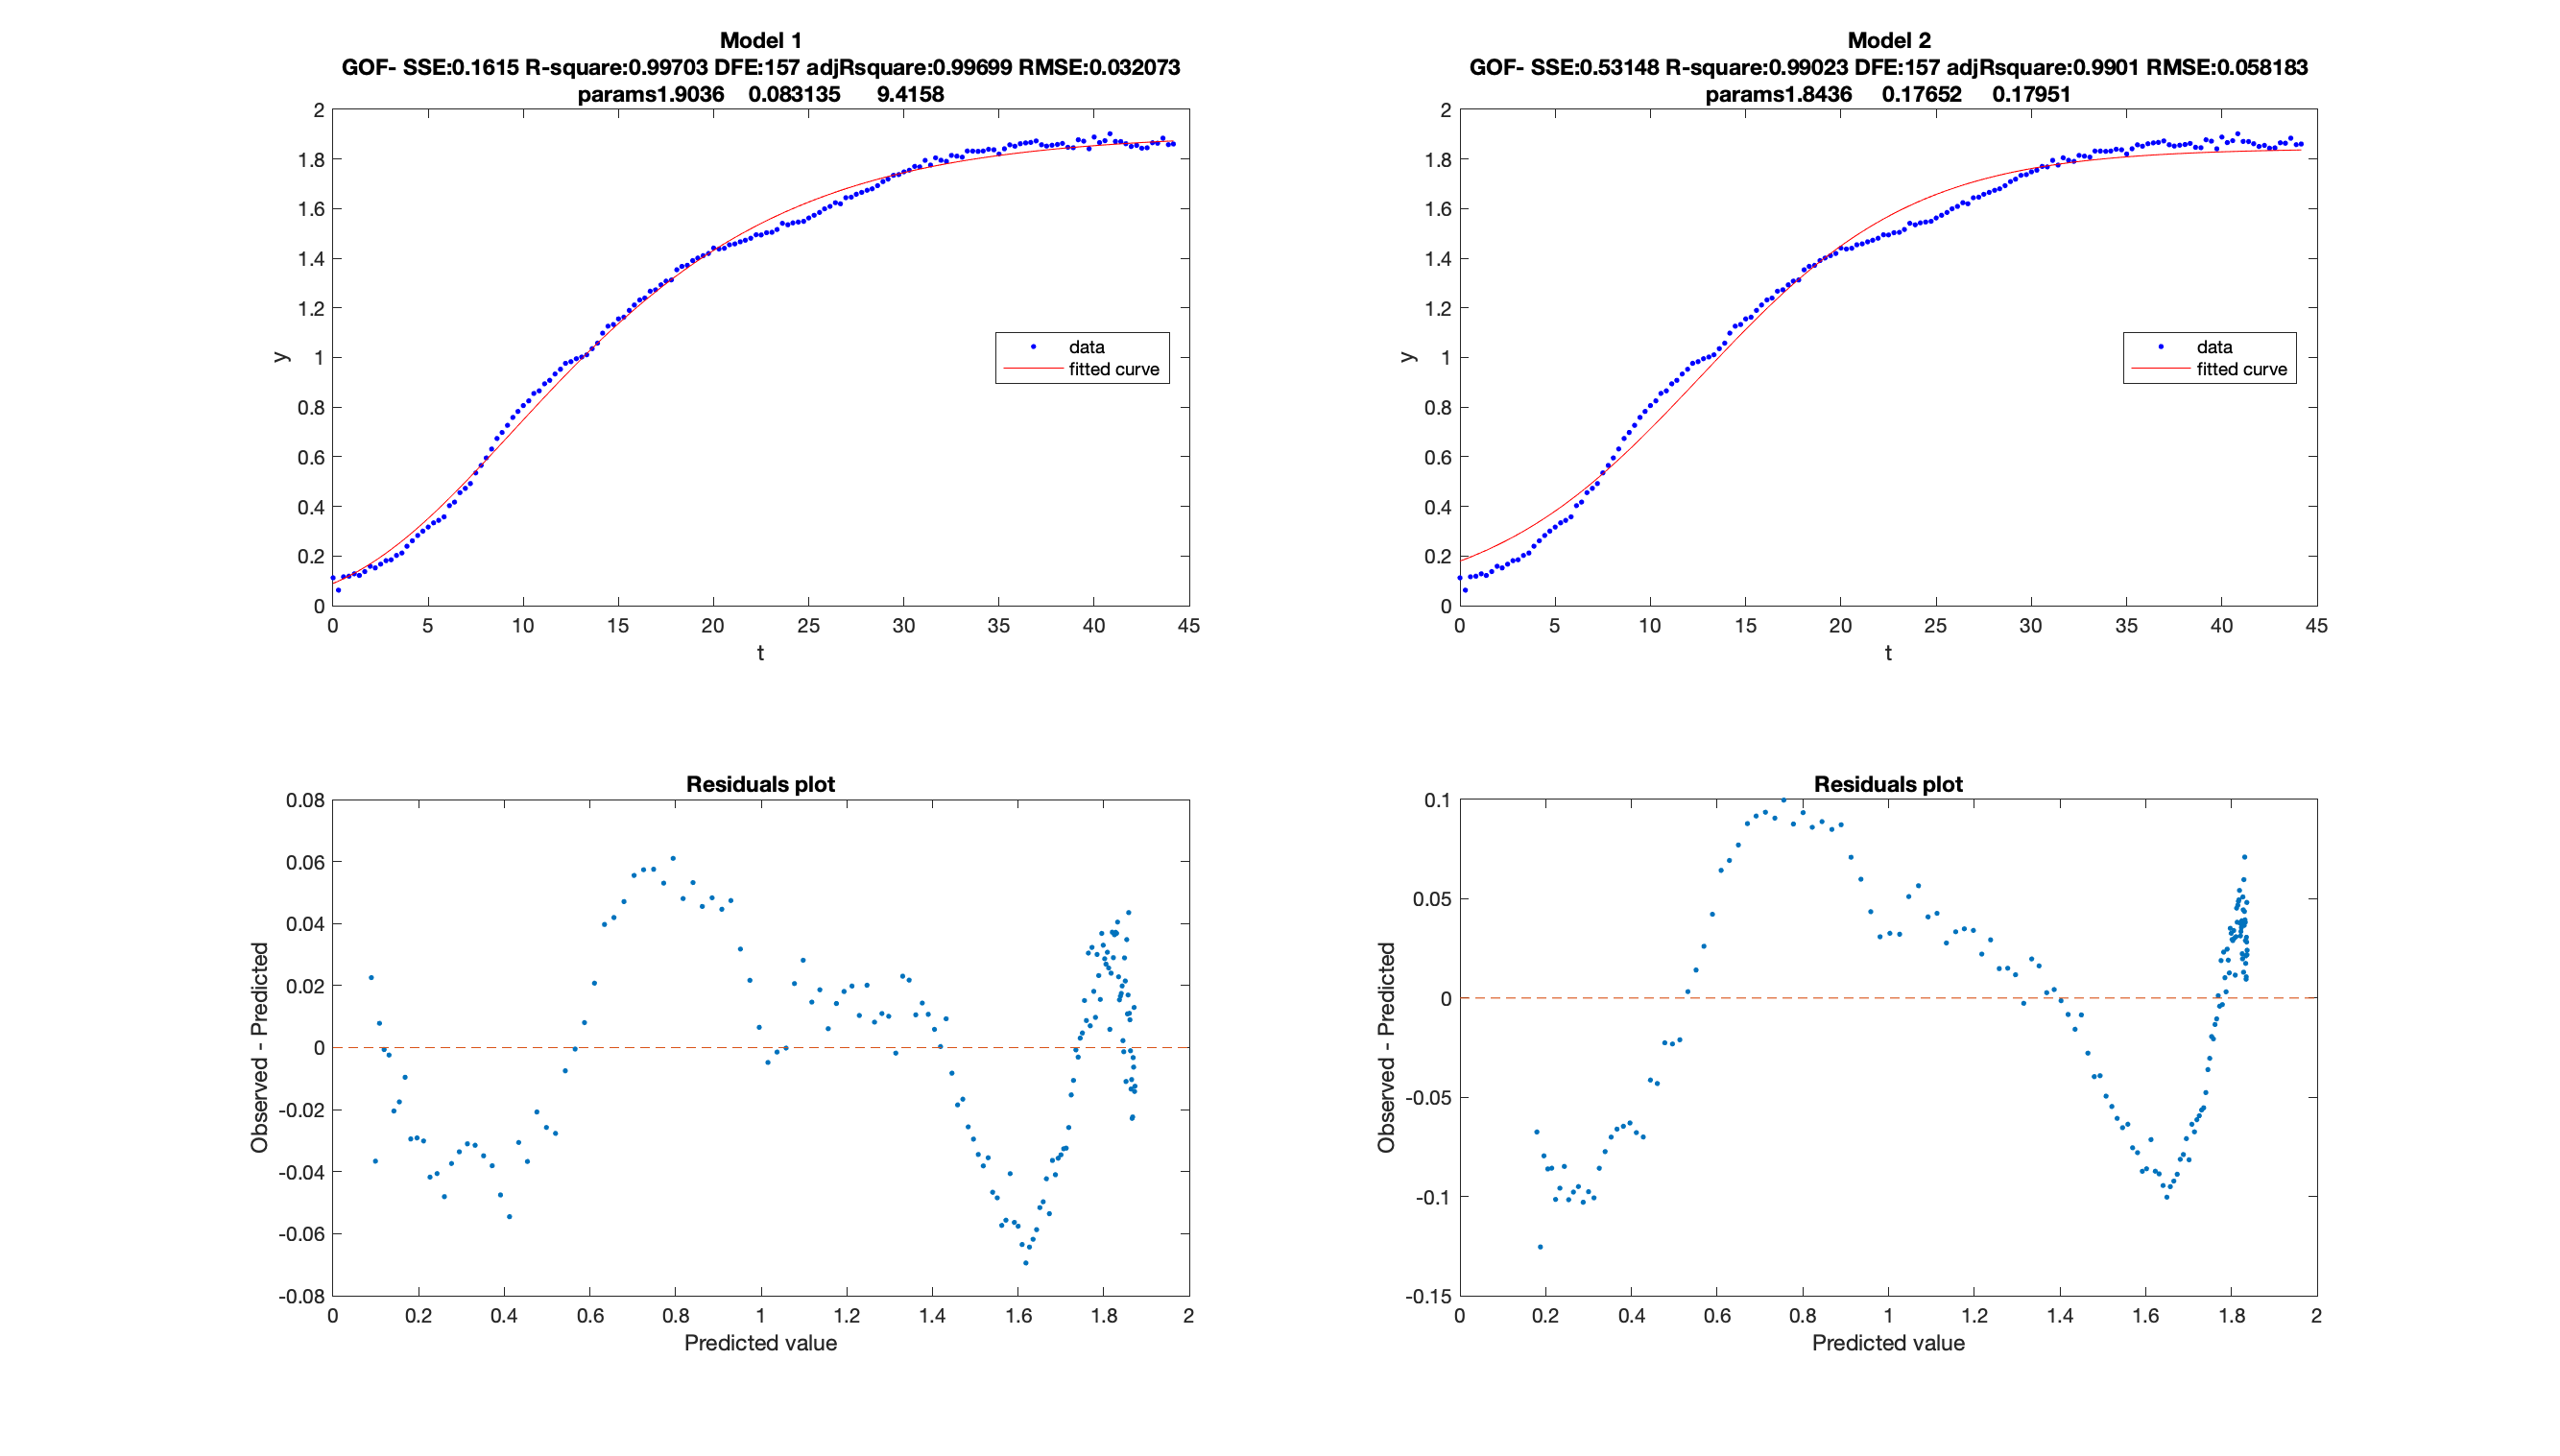 Model 1
GOF- SSE:0.1615 R-square:0.99703 DFE:157 adjRsquare:0.99699 RMSE:0.032073
params1.9036 0.083135 9.4158
2
1.8
1.6
1.4
1.2
1
0.8
0.6
0.4
0.2
0
y
data
fitted curve
0 5 10 15 20 25 30 35 40 45
t
Model 2
GOF- SSE:0.53148 R-square:0.99023 DFE:157 adjRsquare:0.9901 RMSE:0.058183
params1.8436 0.17652 0.17951
2
1.8
1.6
1.4
1.2
1
0.8
0.6
0.4
0.2
0
y
data
fitted curve
0 5 10 15 20 25 30 35 40 45
t
Residuals plot
0.08
0.06
0.04
0.02
0
-0.02
-0.04
-0.06
-0.08
Observed - Predicted
0 0.2 0.4 0.6 0.8 1 1.2 1.4 1.6 1.8 2
Predicted value
Residuals plot
0.1
0.05
0
-0.05
-0.1
-0.15
Observed - Predicted
0 0.2 0.4 0.6 0.8 1 1.2 1.4 1.6 1.8 2
Predicted value